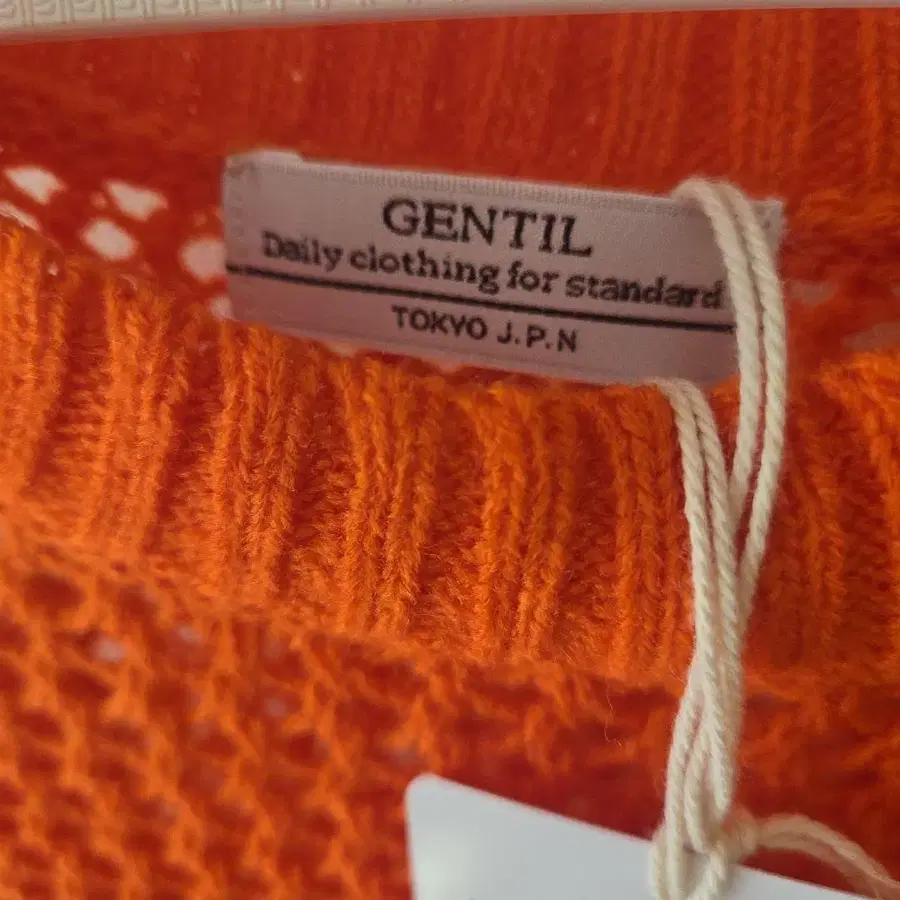 GENTIL
Daily clothing for standard
TOKYO J.P.N